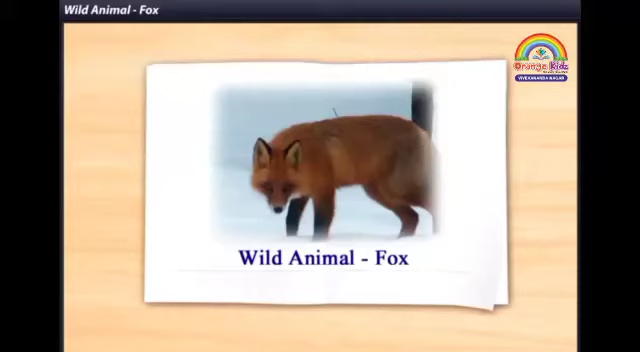 Wild Animal - Fox
Orange Kidz
VIVEKANANDA NAGAR
Wild Animal - Fox